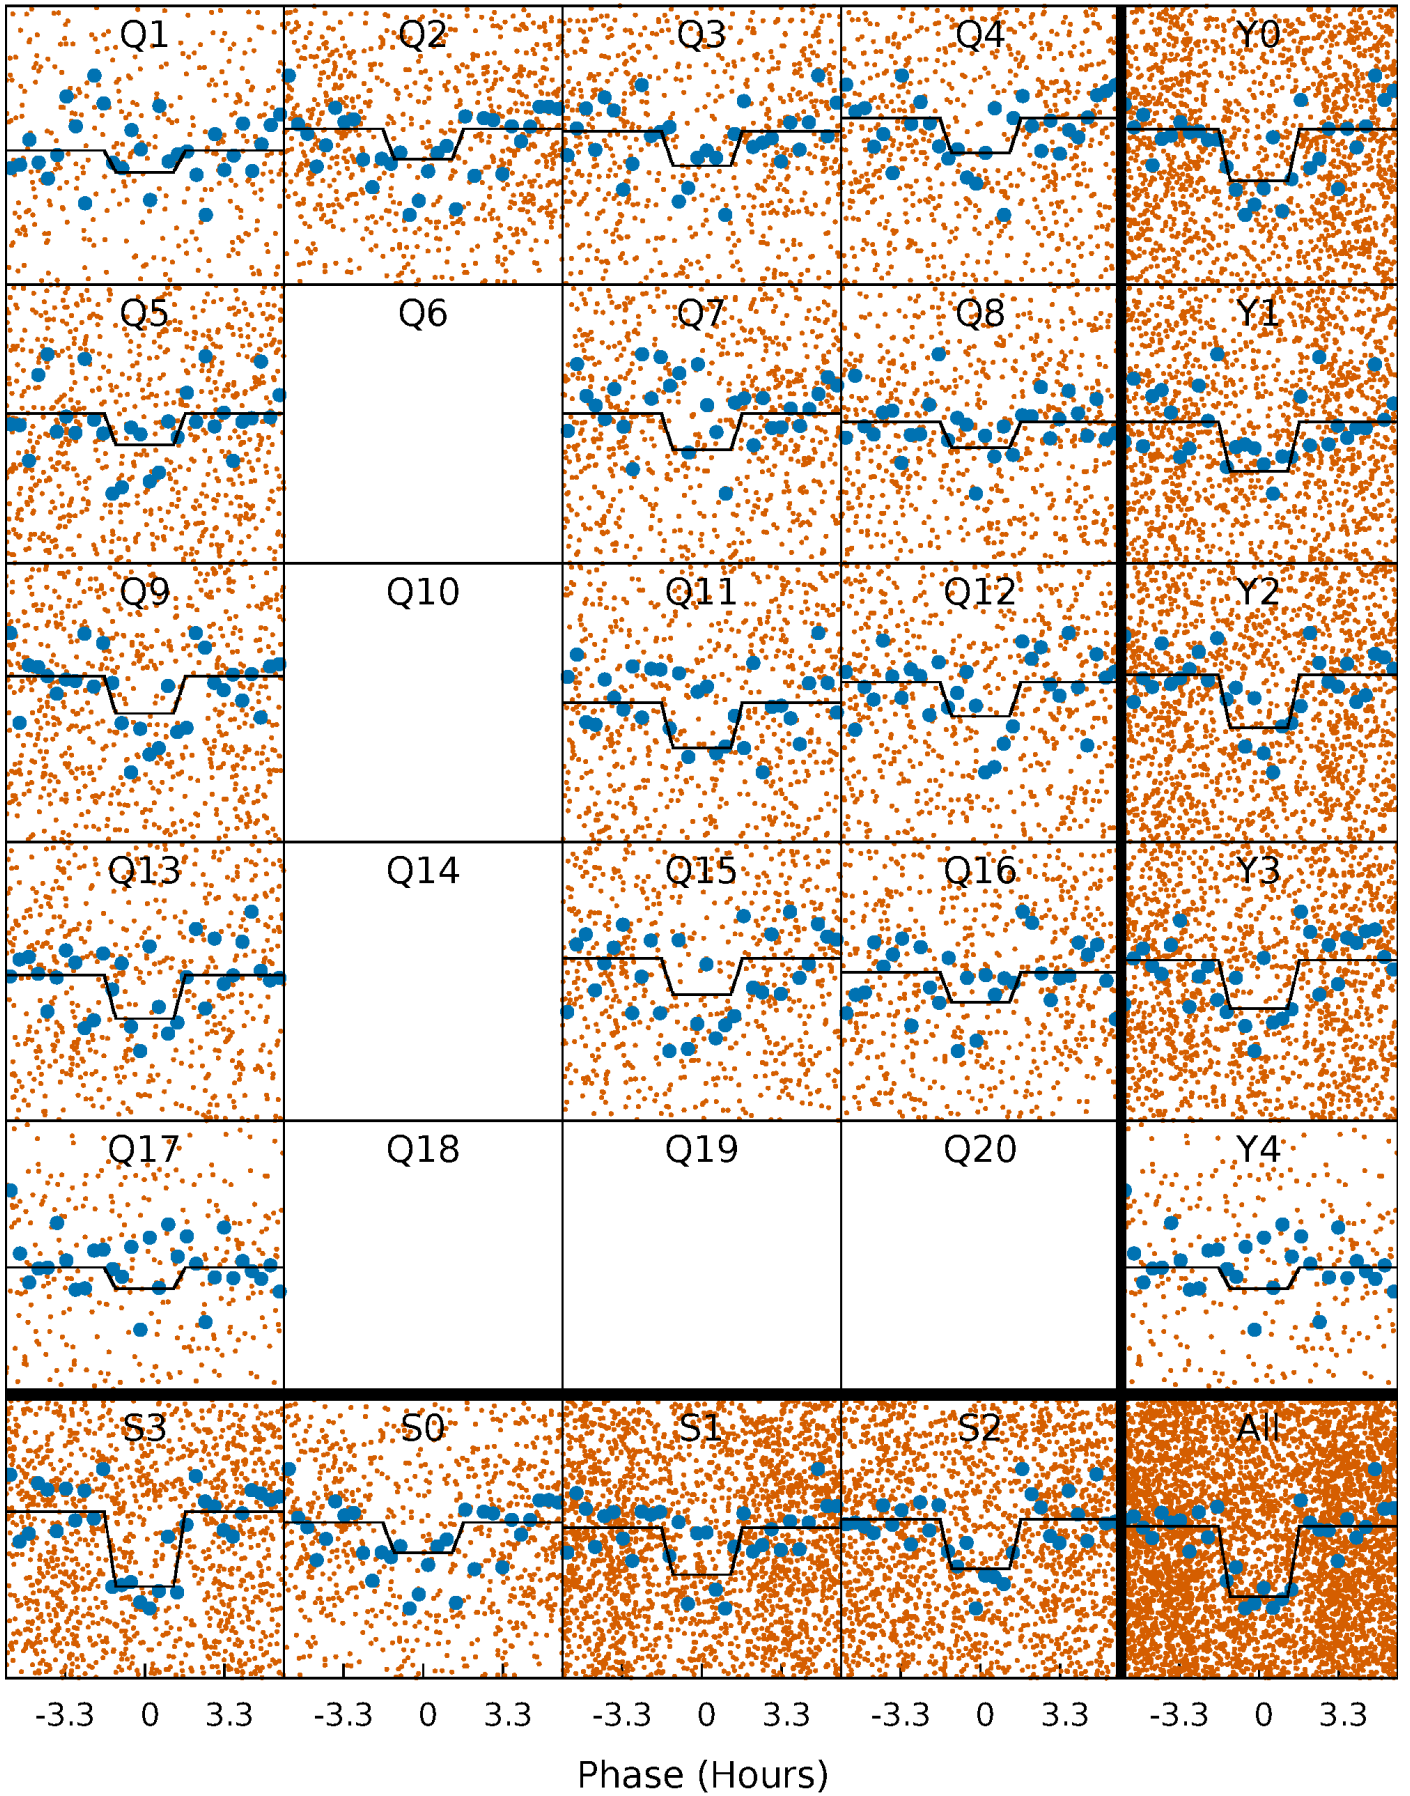 Q1 Q2 Q3 Q4 Y0
Q5 Q6 Q7 Q8 Y1
Q9 Q10 Q11 Q12 Y2
Q13 Q14 Q15 Q16 Y3
Q17 Q18 Q19 Q20 Y4
S3 S0 S1 S2 All
-3.3 0 3.3 -3.3 0 3.3 -3.3 0 3.3 -3.3 0 3.3 -3.3 0 3.3
Phase (Hours)